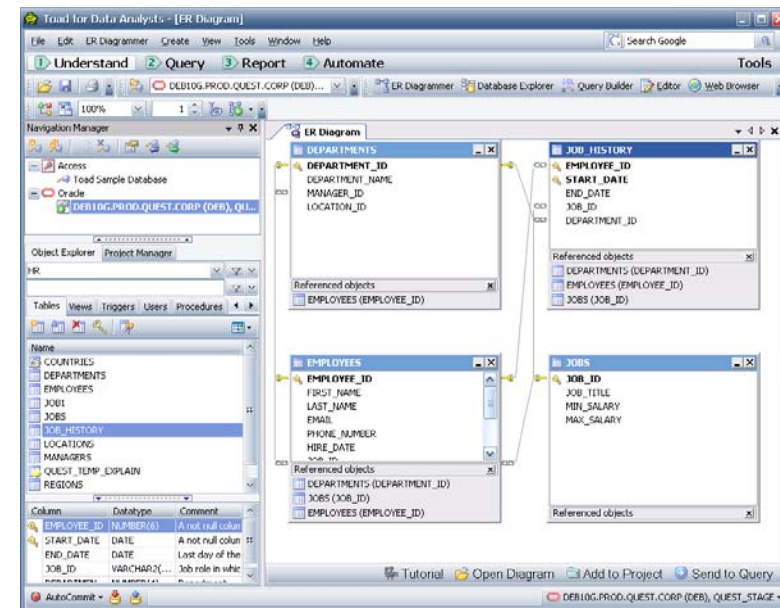 Toad for Data Analysts - [ER Diagram]
File Edit ER Diagrammer Create View Tools Window Help
Search Google
1 Understand 2 Query 3 Report 4 Automate
Tools
DEB10G.PROD.QUEST.CORP (DEB)...
ER Diagrammer Database Explorer Query Builder Editor Web Browser
100% 1
Navigation Manager
Access
Toad Sample Database
Oracle
DEB10G.PROD.QUEST.CORP (DEB), QU...
Object Explorer Project Manager
HR
Tables Views Triggers Users Procedures
Name
COUNTRIES
DEPARTMENTS
EMPLOYEES
JOB1
JOBS
JOB_HISTORY
LOCATIONS
MANAGERS
QUEST_TEMP_EXPLAIN
REGIONS
Column Datatype Comment
EMPLOYEE_ID NUMBER(6) A not null colun
START_DATE DATE A not null colun
END_DATE DATE Last day of the
JOB_ID VARCHAR2(... Job role in whic
ER Diagram
DEPARTMENTS
DEPARTMENT_ID
DEPARTMENT_NAME
MANAGER_ID
LOCATION_ID
Referenced objects
EMPLOYEES (EMPLOYEE_ID)
JOB_HISTORY
EMPLOYEE_ID
START_DATE
END_DATE
JOB_ID
DEPARTMENT_ID
Referenced objects
DEPARTMENTS (DEPARTMENT_ID)
EMPLOYEES (EMPLOYEE_ID)
JOBS (JOB_ID)
EMPLOYEES
EMPLOYEE_ID
FIRST_NAME
LAST_NAME
EMAIL
PHONE_NUMBER
HIRE_DATE
JOB_ID
Referenced objects
DEPARTMENTS (DEPARTMENT_ID)
JOBS (JOB_ID)
EMPLOYEES (EMPLOYEE_ID)
JOBS
JOB_ID
JOB_TITLE
MIN_SALARY
MAX_SALARY
Referenced objects
Tutorial Open Diagram Add to Project Send to Query
AutoCommit
DEB10G.PROD.QUEST.CORP (DEB), QUEST_STAGE